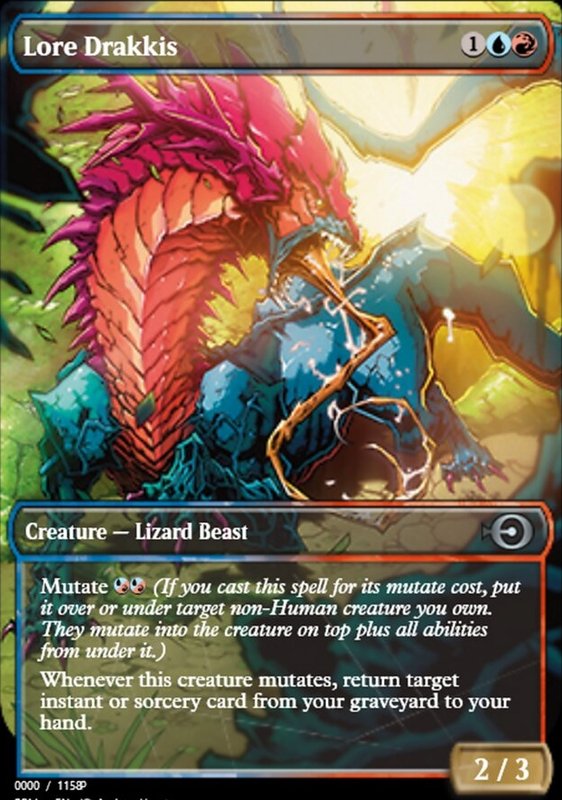 Lore Drakkis
1
Creature — Lizard Beast
Mutate (If you cast this spell for its mutate cost, put
it over or under target non-Human creature you own.
They mutate into the creature on top plus all abilities
from under it.)
Whenever this creature mutates, return target
instant or sorcery card from your graveyard to your
hand.
2/3
0000 / 1158P